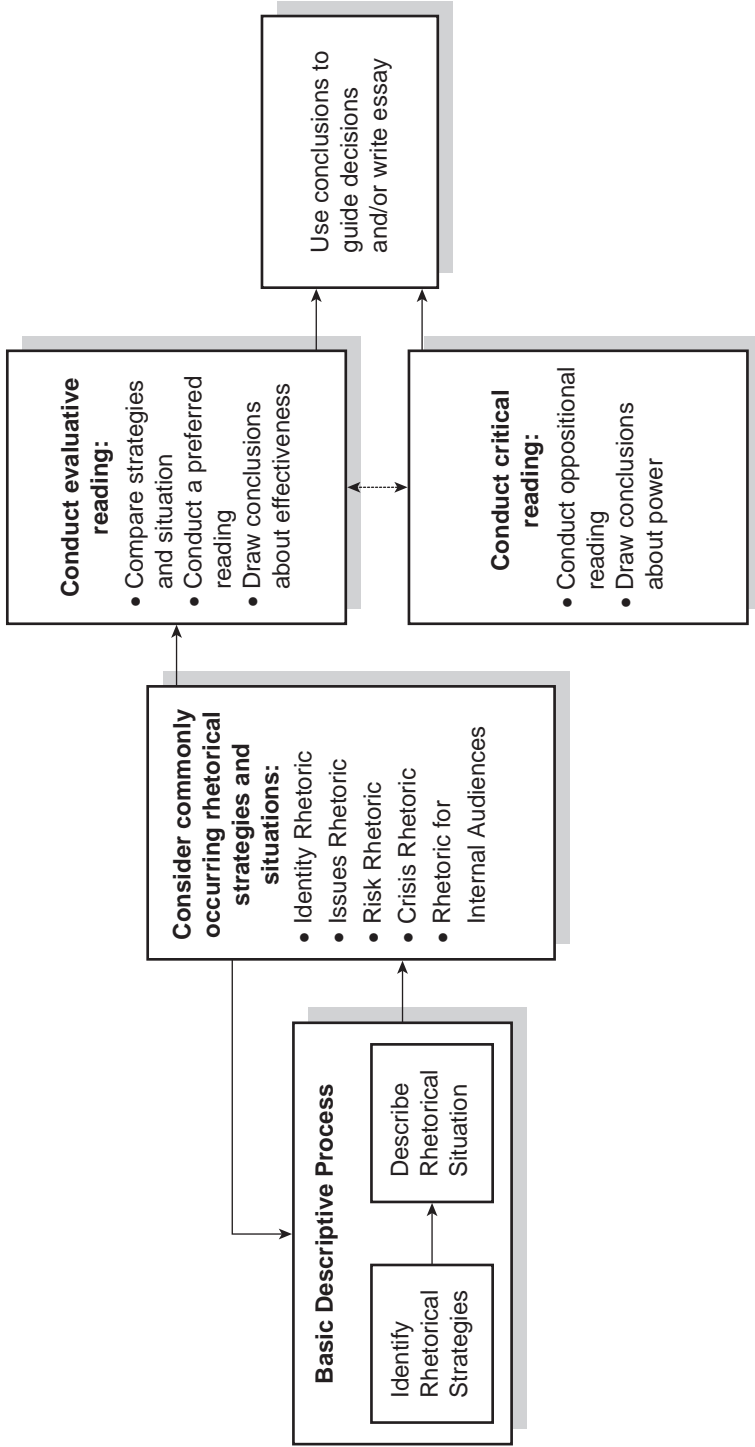 Basic Descriptive Process
Identify
Rhetorical
Strategies
Describe
Rhetorical
Situation
Consider commonly
occurring rhetorical
strategies and
situations:
• Identity Rhetoric
• Issues Rhetoric
• Risk Rhetoric
• Crisis Rhetoric
• Rhetoric for
Internal Audiences
Conduct evaluative
reading:
• Compare strategies
and situation
• Conduct a preferred
reading
• Draw conclusions
about effectiveness
Conduct critical
reading:
• Conduct oppositional
reading
• Draw conclusions
about power
Use conclusions to
guide decisions
and/or write essay